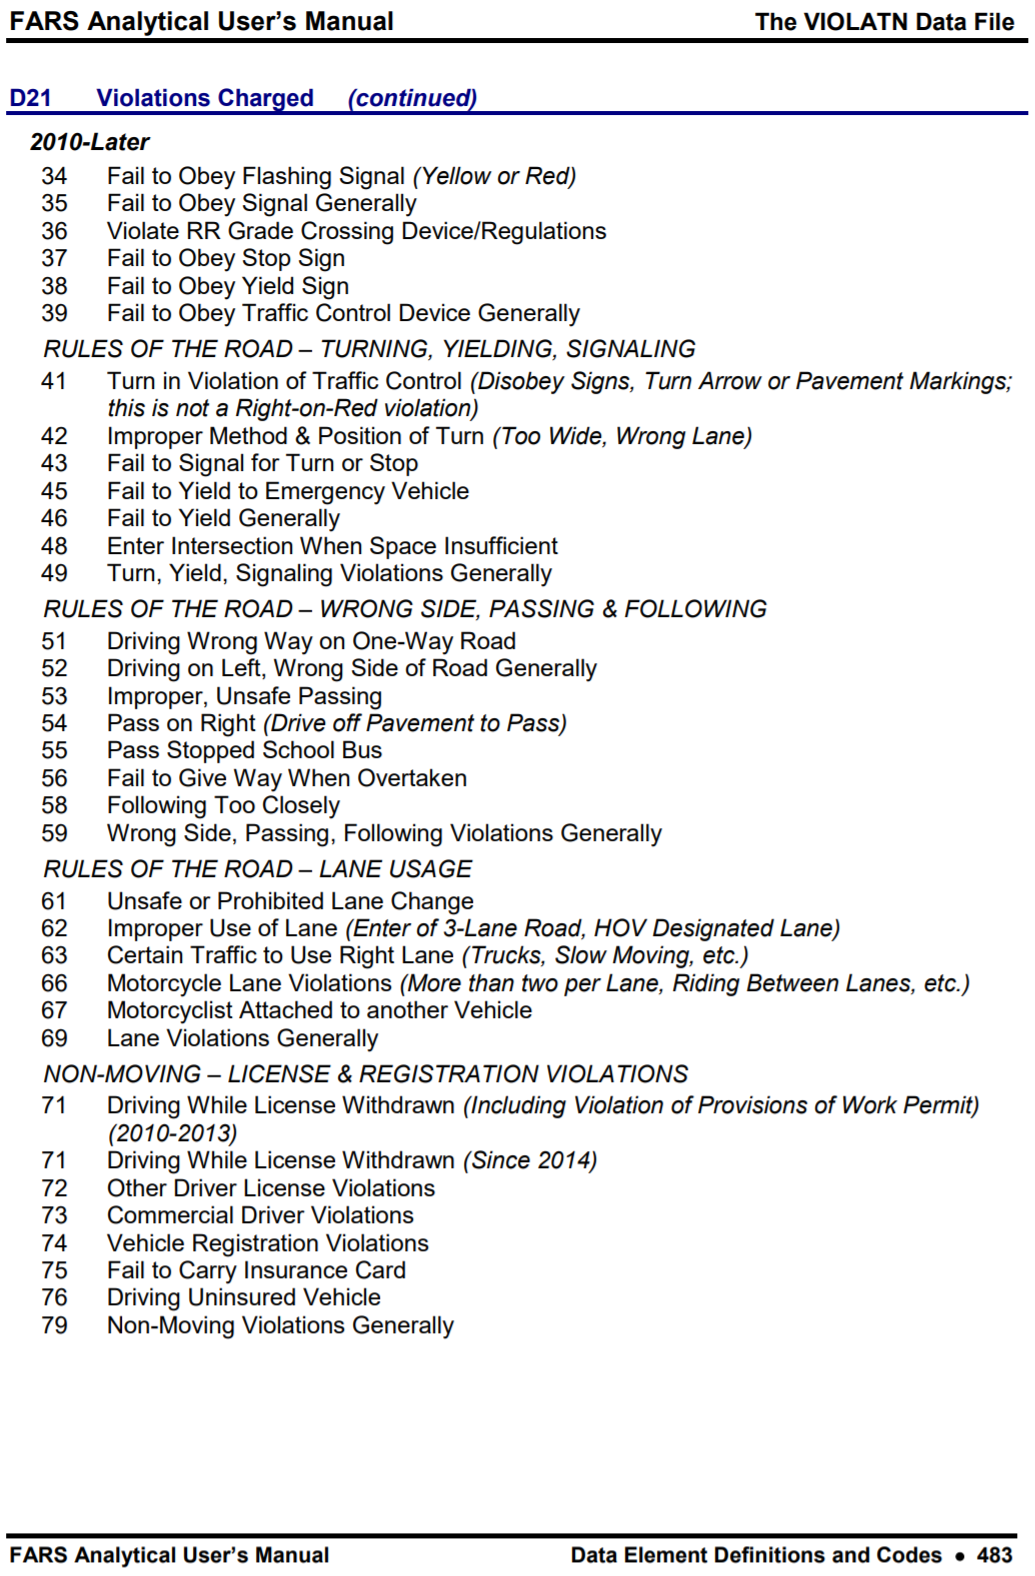 FARS Analytical User's Manual The VIOLATN Data File
D21 Violations Charged (continued)
2010-Later
34 Fail to Obey Flashing Signal (Yellow or Red)
35 Fail to Obey Signal Generally
36 Violate RR Grade Crossing Device/Regulations
37 Fail to Obey Stop Sign
38 Fail to Obey Yield Sign
39 Fail to Obey Traffic Control Device Generally
RULES OF THE ROAD – TURNING, YIELDING, SIGNALING
41 Turn in Violation of Traffic Control (Disobey Signs, Turn Arrow or Pavement Markings;
this is not a Right-on-Red violation)
42 Improper Method & Position of Turn (Too Wide, Wrong Lane)
43 Fail to Signal for Turn or Stop
45 Fail to Yield to Emergency Vehicle
46 Fail to Yield Generally
48 Enter Intersection When Space Insufficient
49 Turn, Yield, Signaling Violations Generally
RULES OF THE ROAD – WRONG SIDE, PASSING & FOLLOWING
51 Driving Wrong Way on One-Way Road
52 Driving on Left, Wrong Side of Road Generally
53 Improper, Unsafe Passing
54 Pass on Right (Drive off Pavement to Pass)
55 Pass Stopped School Bus
56 Fail to Give Way When Overtaken
58 Following Too Closely
59 Wrong Side, Passing, Following Violations Generally
RULES OF THE ROAD – LANE USAGE
61 Unsafe or Prohibited Lane Change
62 Improper Use of Lane (Enter of 3-Lane Road, HOV Designated Lane)
63 Certain Traffic to Use Right Lane (Trucks, Slow Moving, etc.)
66 Motorcycle Lane Violations (More than two per Lane, Riding Between Lanes, etc.)
67 Motorcyclist Attached to another Vehicle
69 Lane Violations Generally
NON-MOVING – LICENSE & REGISTRATION VIOLATIONS
71 Driving While License Withdrawn (Including Violation of Provisions of Work Permit)
(2010-2013)
71 Driving While License Withdrawn (Since 2014)
72 Other Driver License Violations
73 Commercial Driver Violations
74 Vehicle Registration Violations
75 Fail to Carry Insurance Card
76 Driving Uninsured Vehicle
79 Non-Moving Violations Generally
FARS Analytical User's Manual Data Element Definitions and Codes ● 483